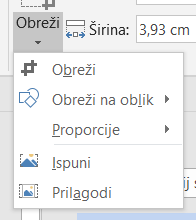 Obreži
Širina: 3,93 cm
Obreži
Obreži na oblik
Proporcije
Ispuni
Prilagodi